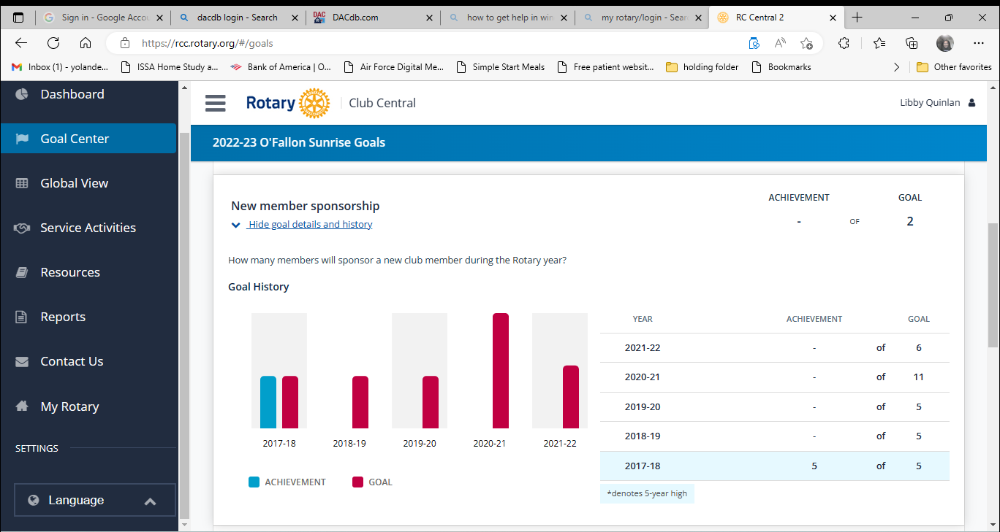 Sign in - Google Accou
dacdb login - Search
DAC
DACdb.com
how to get help in win
my rotary/login - Sear
RC Central 2
https://rcc.rotary.org/#/goals
Inbox (1) - yolande...
ISSA Home Study a...
Bank of America | O...
Air Force Digital Me...
Simple Start Meals
Free patient websit...
holding folder
Bookmarks
Other favorites
Dashboard
Goal Center
Global View
Service Activities
Resources
Reports
Contact Us
My Rotary
SETTINGS
Language
Rotary
Club Central
Libby Quinlan
2022-23 O'Fallon Sunrise Goals
New member sponsorship
Hide goal details and history
ACHIEVEMENT GOAL
- OF 2
How many members will sponsor a new club member during the Rotary year?
Goal History
2017-18 2018-19 2019-20 2020-21 2021-22
ACHIEVEMENT GOAL
YEAR ACHIEVEMENT GOAL
2021-22 - of 6
2020-21 - of 11
2019-20 - of 5
2018-19 - of 5
2017-18 5 of 5
*denotes 5-year high